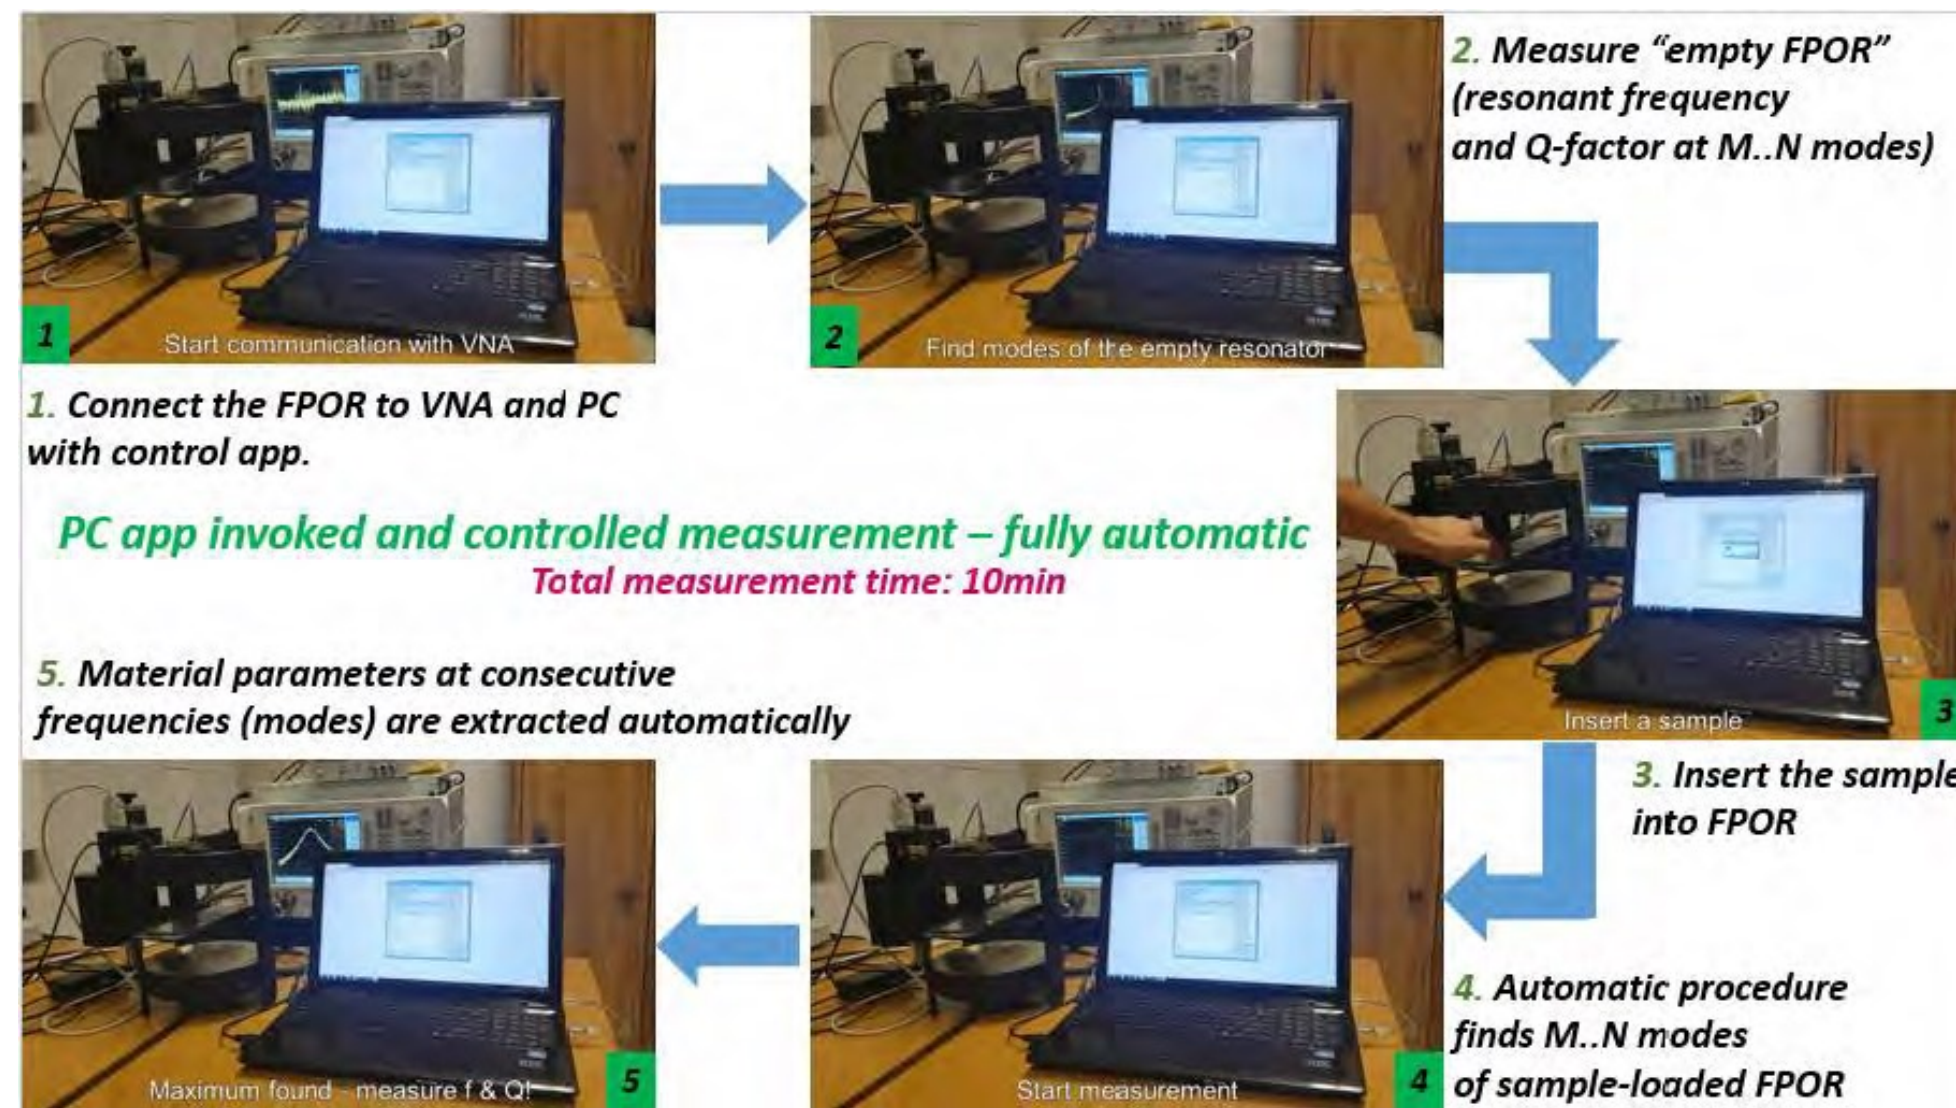 2. Measure “empty FPOR”
(resonant frequency
and Q-factor at M..N modes)
1
Start communication with VNA
2
Find modes of the empty resonator
1. Connect the FPOR to VNA and PC
with control app.
PC app invoked and controlled measurement – fully automatic
Total measurement time: 10min
Insert a sample
3
3. Insert the sample
into FPOR
5. Material parameters at consecutive
frequencies (modes) are extracted automatically
Maximum found - measure f & Q!
5
Start measurement
4
4. Automatic procedure
finds M..N modes
of sample-loaded FPOR